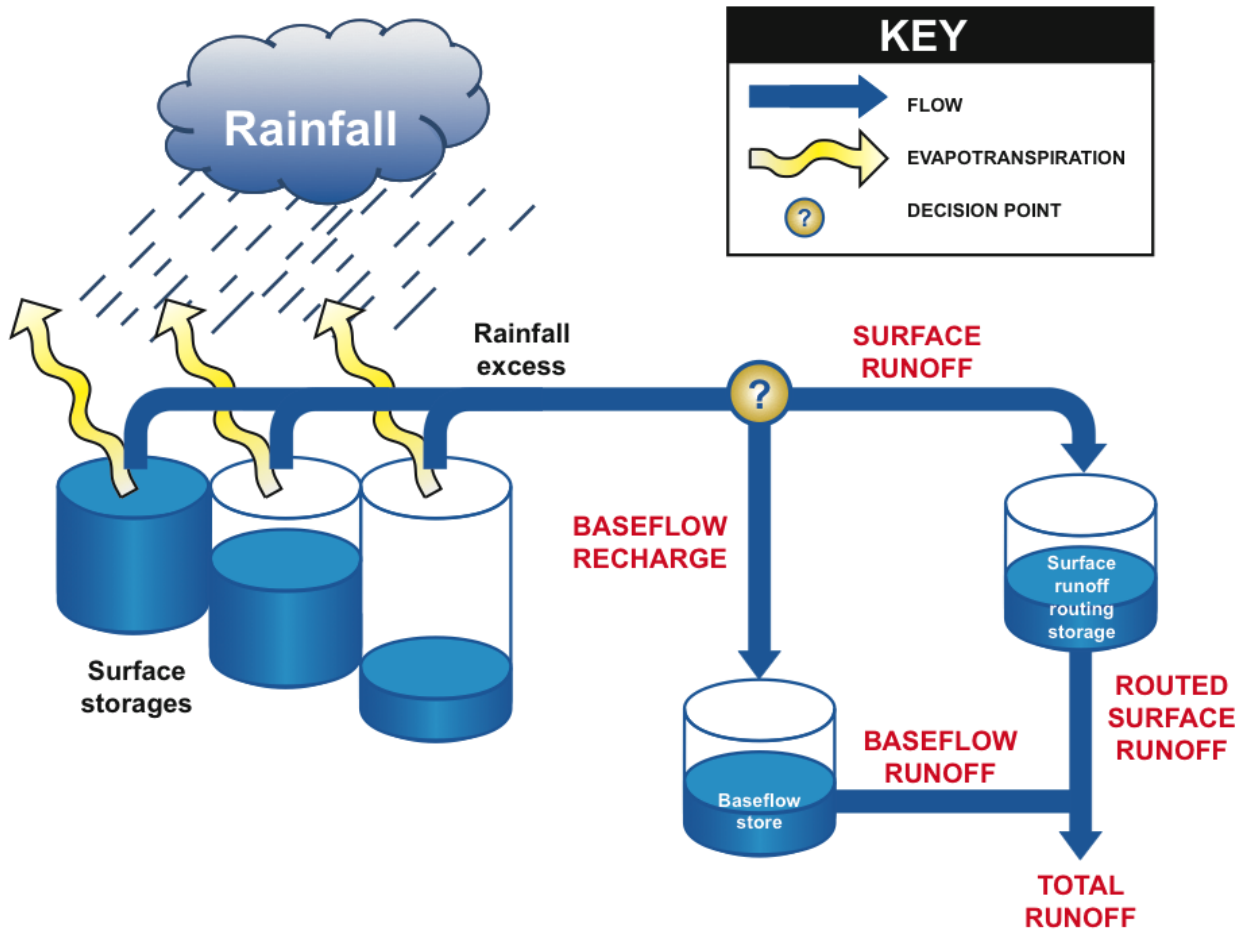 KEY
FLOW
EVAPOTRANSPIRATION
?
DECISION POINT
Rainfall
Rainfall
excess
SURFACE
RUNOFF
?
BASEFLOW
RECHARGE
Surface
runoff
routing
storage
Surface
storages
ROUTED
SURFACE
RUNOFF
BASEFLOW
RUNOFF
Baseflow
store
TOTAL
RUNOFF